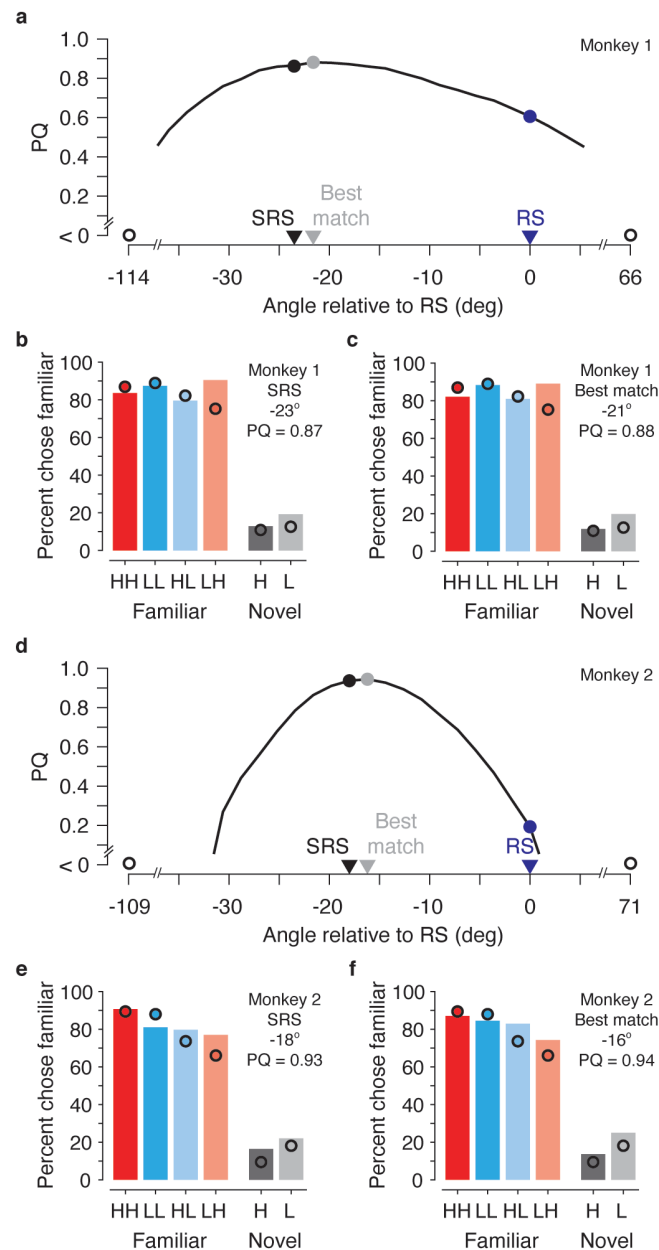 a
Monkey 1
PQ
1.0
0.8
0.6
0.4
0.2
< 0
SRS
Best
match
RS
-114
-30
-20
-10
0
66
Angle relative to RS (deg)
b
Percent chose familiar
100
80
60
40
20
0
Monkey 1
SRS
-23°
PQ = 0.87
HH LL HL LH H L
Familiar Novel
c
Percent chose familiar
100
80
60
40
20
0
Monkey 1
Best match
-21°
PQ = 0.88
HH LL HL LH H L
Familiar Novel
d
Monkey 2
PQ
1.0
0.8
0.6
0.4
0.2
< 0
SRS
Best
match
RS
-109
-30
-20
-10
0
71
Angle relative to RS (deg)
e
Percent chose familiar
100
80
60
40
20
0
Monkey 2
SRS
-18°
PQ = 0.93
HH LL HL LH H L
Familiar Novel
f
Percent chose familiar
100
80
60
40
20
0
Monkey 2
Best match
-16°
PQ = 0.94
HH LL HL LH H L
Familiar Novel